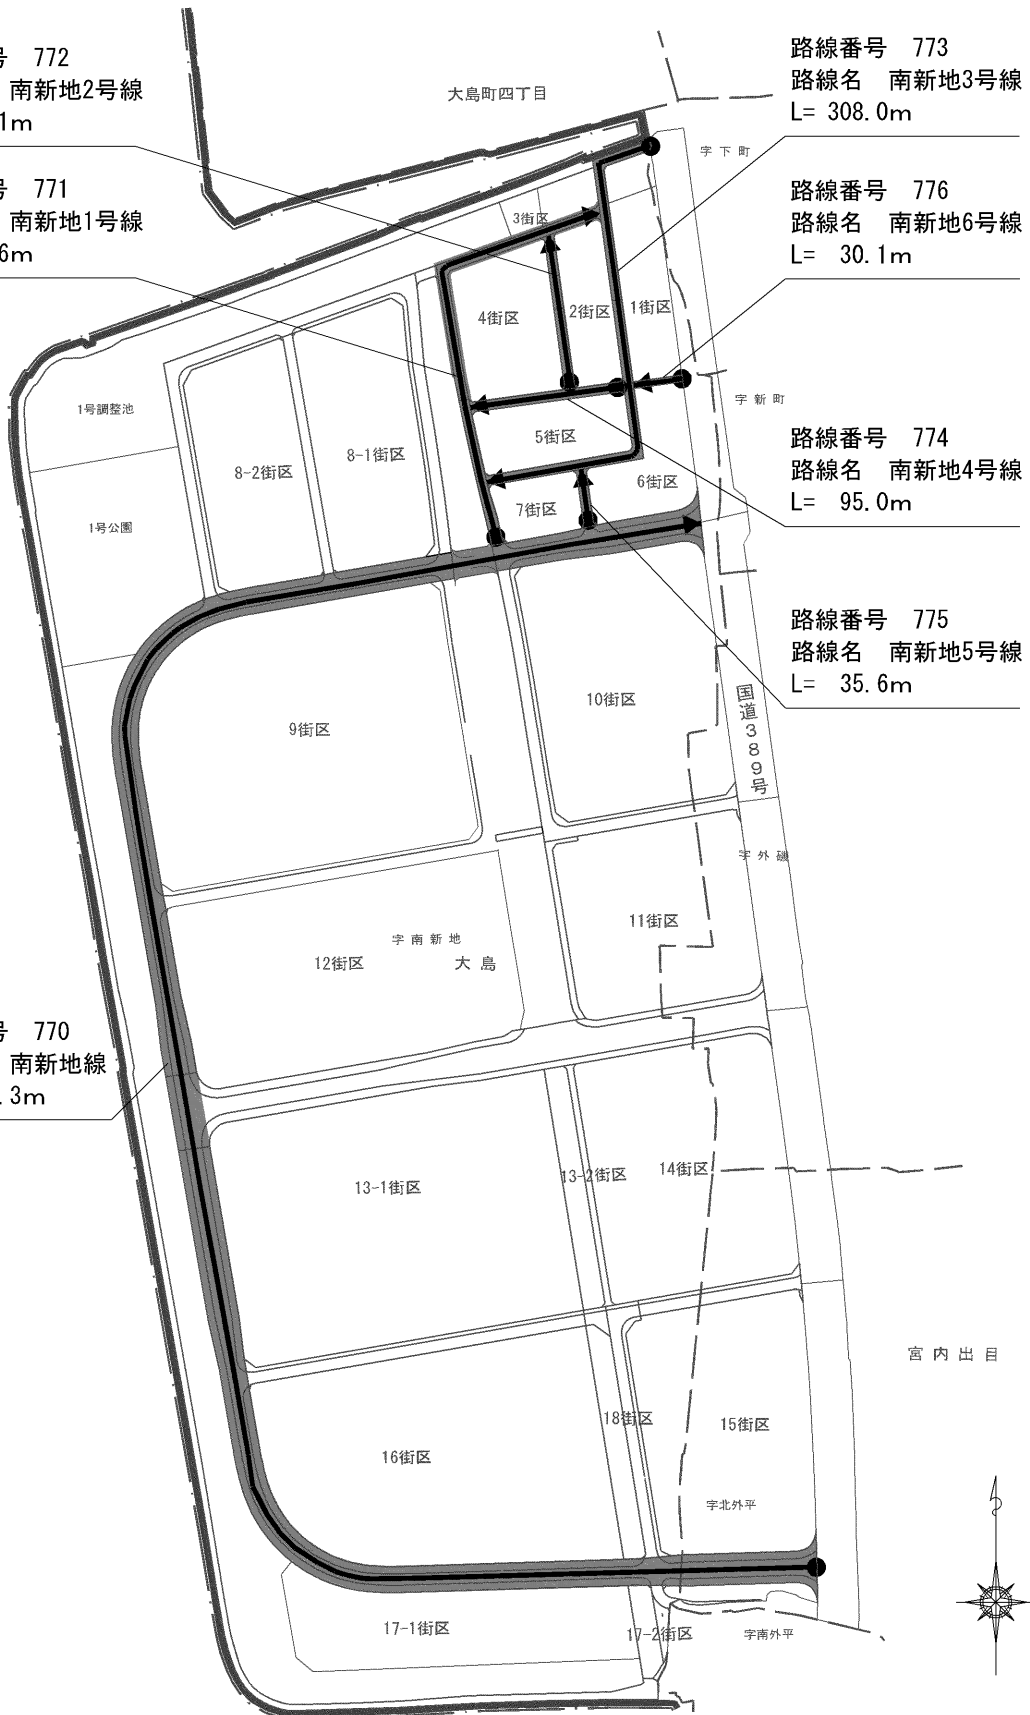 号 772
南新地2号線
1m
号 771
南新地1号線
6m
路線番号 773
路線名 南新地3号線
L= 308.0m
路線番号 776
路線名 南新地6号線
L= 30.1m
路線番号 774
路線名 南新地4号線
L= 95.0m
路線番号 775
路線名 南新地5号線
L= 35.6m
号 770
南新地線
.3m
大島町四丁目
字下町
3街区
4街区
2街区
1街区
字新町
1号調整池
5街区
8-1街区
8-2街区
6街区
7街区
1号公園
国道389号
10街区
9街区
字外磯
11街区
字南新地
12街区
大島
13-1街区
13-2街区
14街区
宮内出目
18街区
15街区
16街区
字北外平
17-1街区
17-2街区
字南外平